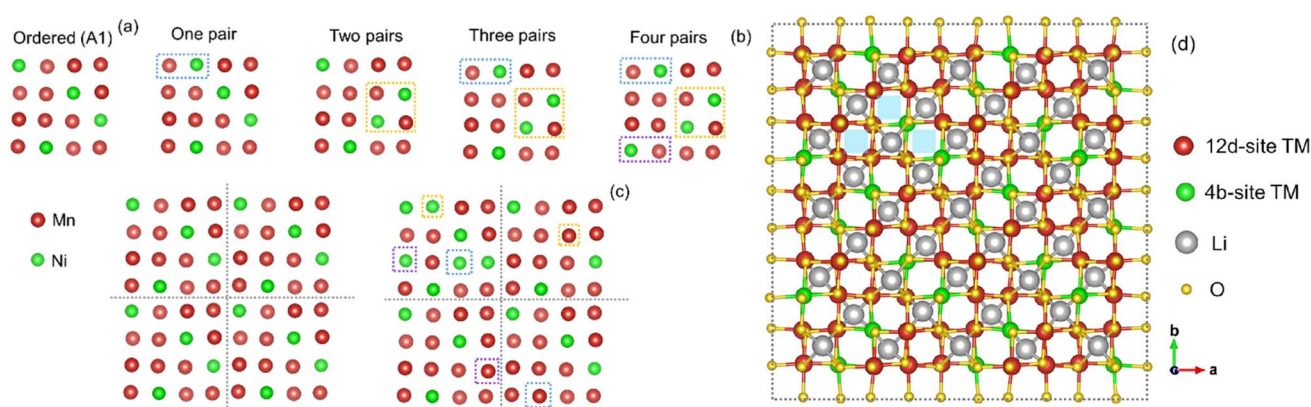 Ordered (A1)
(a)
One pair
Two pairs
Three pairs
Four pairs
(b)
(c)
Mn
Ni
(d)
12d-site TM
4b-site TM
Li
O
b
a